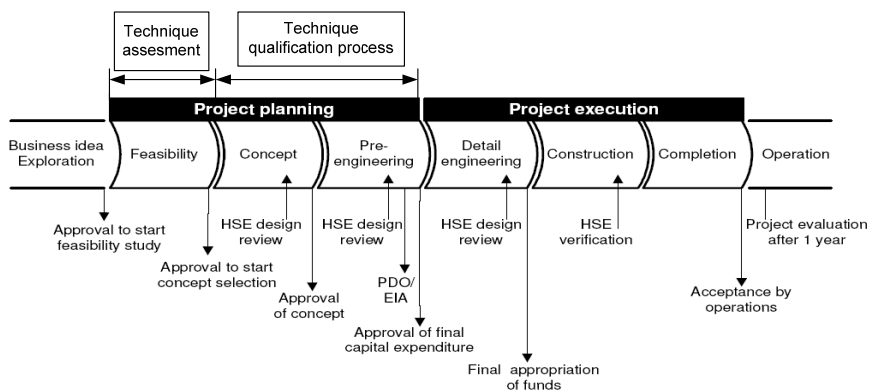 Technique
assesment
Technique
qualification process
Project planning
Project execution
Business idea
Exploration
Feasibility
Concept
Pre-
engineering
Detail
engineering
Construction
Completion
Operation
Approval to start
feasibility study
HSE design
review
HSE design
review
HSE design
review
HSE
verification
Project evaluation
after 1 year
Approval to start
concept selection
Approval
of concept
PDO/
EIA
Approval of final
capital expenditure
Final appropriation
of funds
Acceptance by
operations